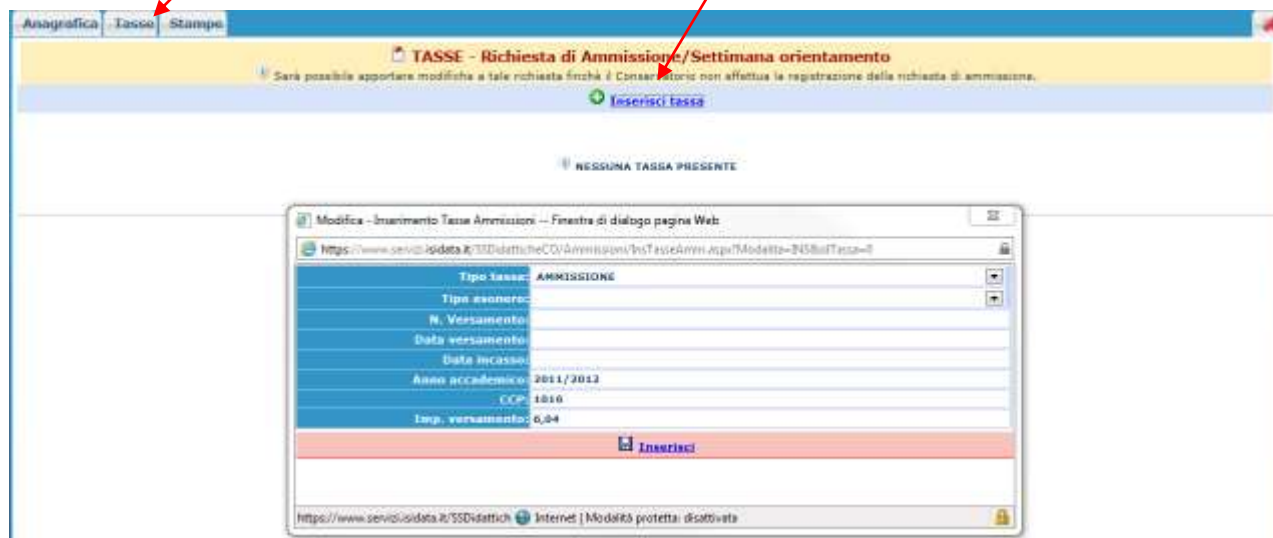 Anagrafica Tasse Stampe
TASSE - Richiesta di Ammissione/Settimana orientamento
Sarà possibile apportare modifiche a tale richiesta finchè il Conservatorio non effettua la registrazione della richiesta di ammissione.
Inserisci tassa
NESSUNA TASSA PRESENTE
Modifica - Inserimento Tasse Ammissioni -- Finestra di dialogo pagina Web
https://www.servizi.isidata.it/SSDidatticheCO/Ammissioni/InsTasseAmm.aspx?Modalita=INS&idTassa=0
Tipo tassa: AMMISSIONE
Tipo esonero:
N. Versamento:
Data versamento:
Data incasso:
Anno accademico: 2011/2012
CCP: 1016
Imp. versamento: 6,04
Inserisci
https://www.servizi.isidata.it/SSDidattich Internet | Modalità protetta: disattivata